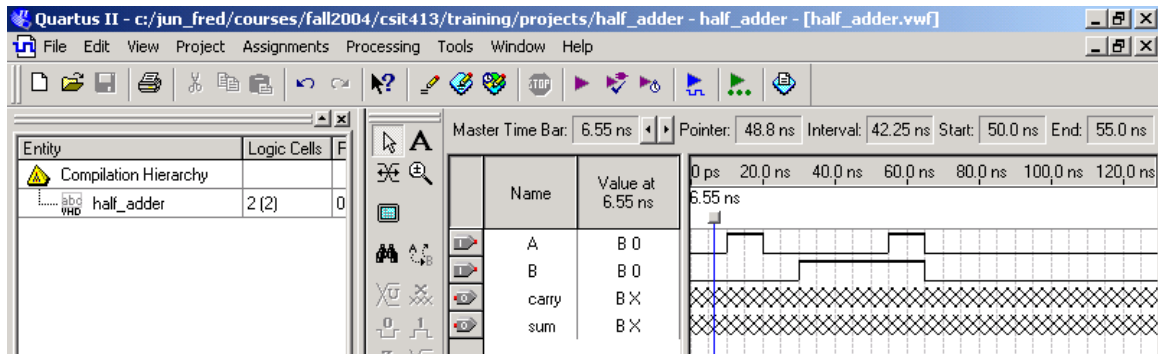 Quartus II - c:/jun_fred/courses/fall2004/csit413/training/projects/half_adder - half_adder - [half_adder.vwf]
File Edit View Project Assignments Processing Tools Window Help
STOP
Master Time Bar: 6.55 ns Pointer: 48.8 ns Interval: 42.25 ns Start: 50.0 ns End: 55.0 ns
Entity Logic Cells F
Compilation Hierarchy
abc VHD half_adder 2 (2) 0
A
Name Value at 6.55 ns
0 ps 20.0 ns 40.0 ns 60.0 ns 80.0 ns 100.0 ns 120.0 ns
6.55 ns
A B 0
B B 0
carry B X
sum B X